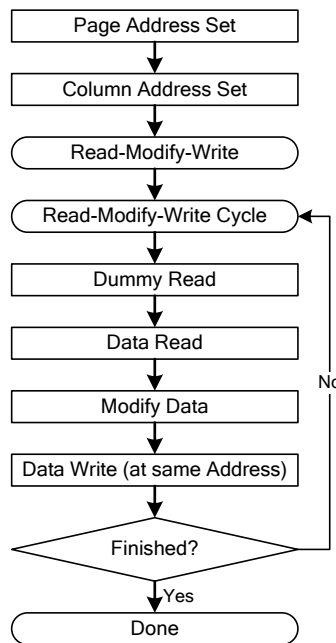 Page Address Set
Column Address Set
Read-Modify-Write
Read-Modify-Write Cycle
Dummy Read
Data Read
No
Modify Data
Data Write (at same Address)
Finished?
Yes
Done